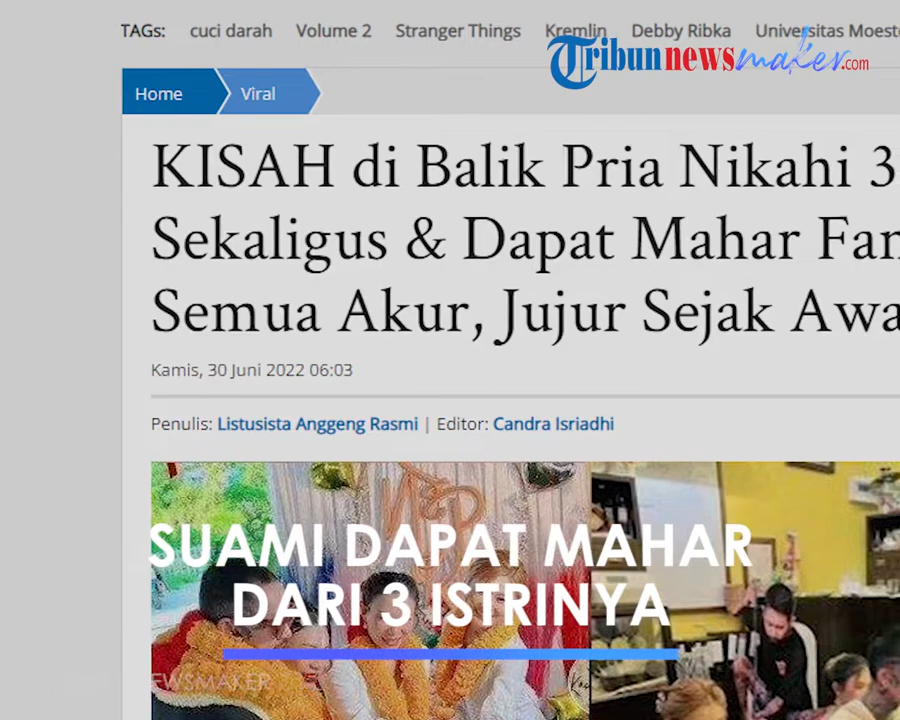 TAGs: cuci darah Volume 2 Stranger Things Kremlin Debby Ribka Universitas Moest
Tribunnewsmaker.com
Home Viral
KISAH di Balik Pria Nikahi 3
Sekaligus & Dapat Mahar Fan
Semua Akur, Jujur Sejak Awa
Kamis, 30 Juni 2022 06:03
Penulis: Listusista Anggeng Rasmi | Editor: Candra Isriadhi
SUAMI DAPAT MAHAR
DARI 3 ISTRINYA
EWSMAKER